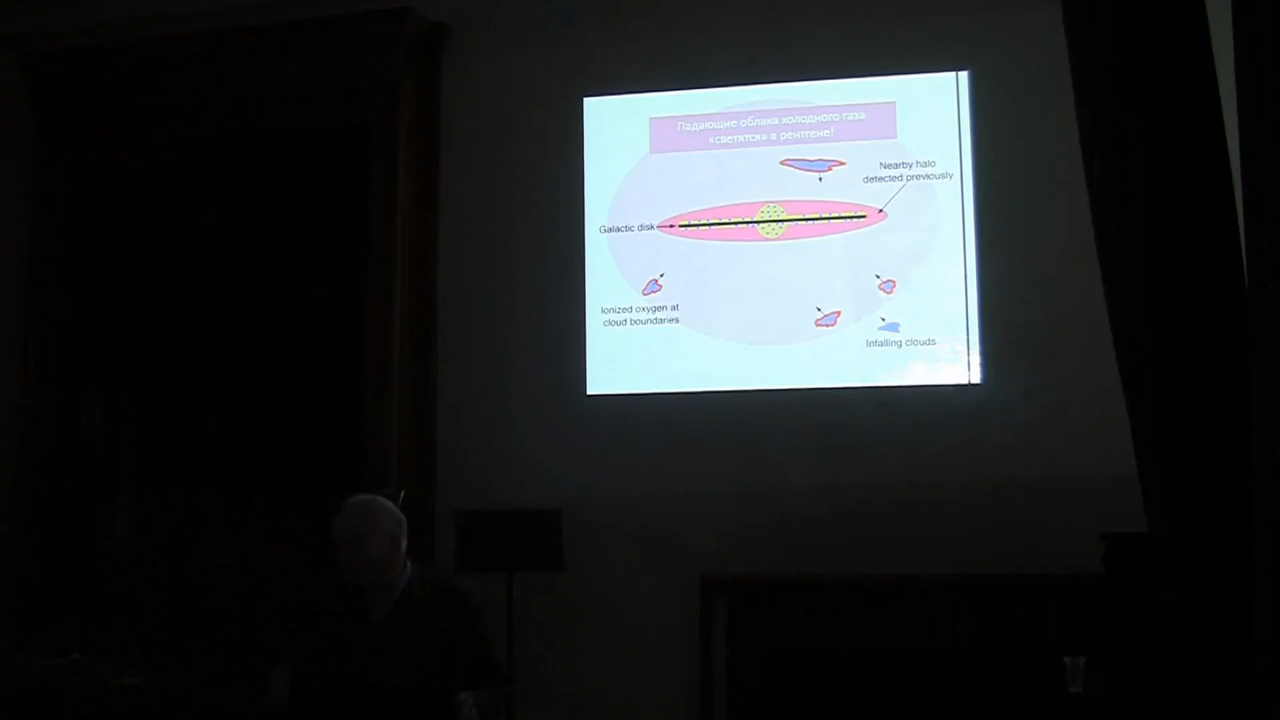 Падающие облака холодного газа
«светятся» в рентгене!
Nearby halo
detected previously
Galactic disk
Ionized oxygen at
cloud boundaries
Infalling clouds